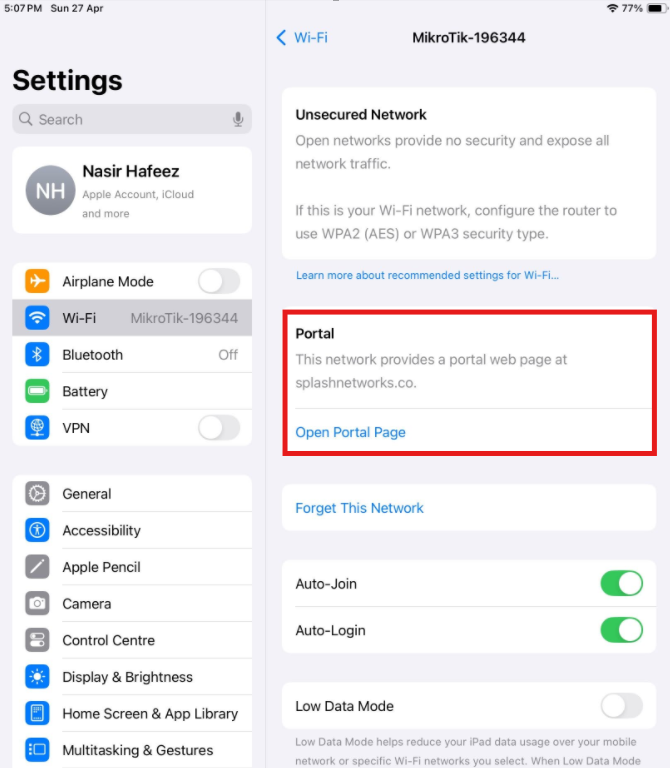 5:07 PM Sun 27 Apr
77%
Settings
Search
NH
Nasir Hafeez
Apple Account, iCloud
and more
Airplane Mode
Wi-Fi MikroTik-196344
Bluetooth Off
Battery
VPN
General
Accessibility
Apple Pencil
Camera
Control Centre
Display & Brightness
Home Screen & App Library
Multitasking & Gestures
Wi-Fi
MikroTik-196344
Unsecured Network
Open networks provide no security and expose all
network traffic.
If this is your Wi-Fi network, configure the router to
use WPA2 (AES) or WPA3 security type.
Learn more about recommended settings for Wi-Fi...
Portal
This network provides a portal web page at
splashnetworks.co.
Open Portal Page
Forget This Network
Auto-Join
Auto-Login
Low Data Mode
Low Data Mode helps reduce your iPad data usage over your mobile
network or specific Wi-Fi networks you select. When Low Data Mode